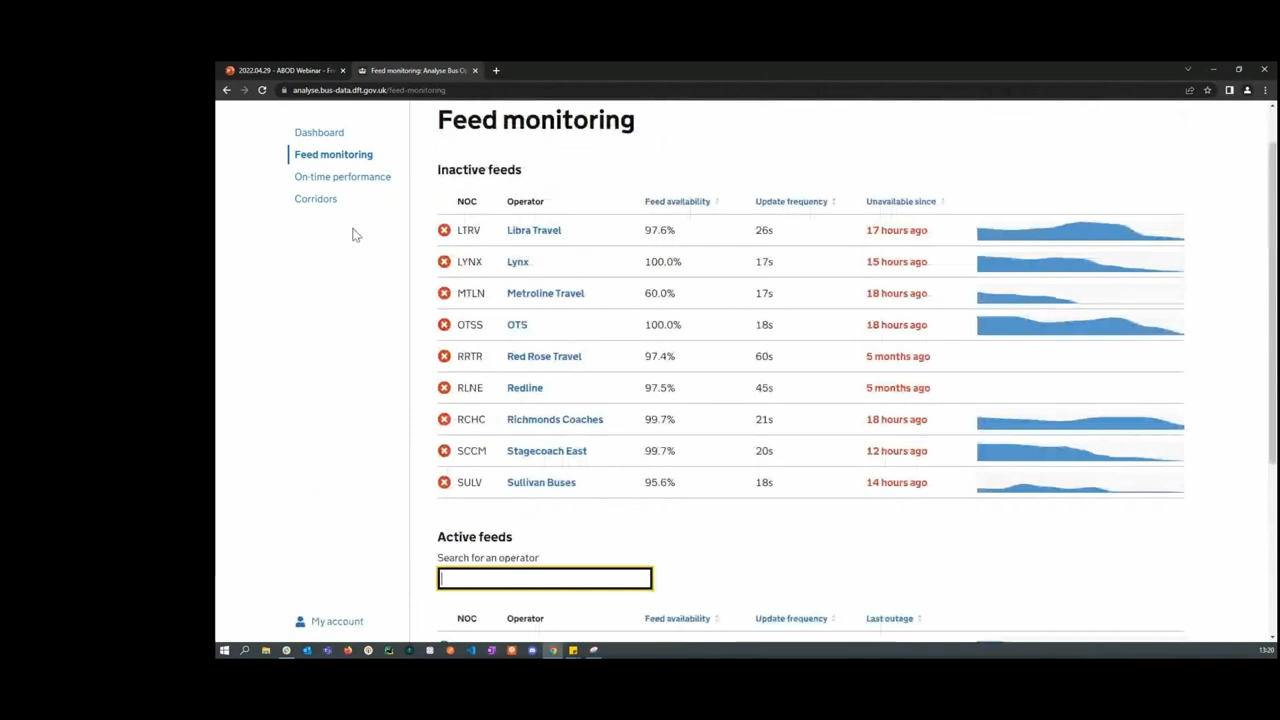 2022.04.29 - ABOD Webinar - Fr
Feed monitoring: Analyse Bus Op
analyse.bus-data.dft.gov.uk/feed-monitoring
Dashboard
Feed monitoring
On-time performance
Corridors
My account
Feed monitoring
Inactive feeds
NOC Operator Feed availability Update frequency Unavailable since
LTRV Libra Travel 97.6% 26s 17 hours ago
LYNX Lynx 100.0% 17s 15 hours ago
MTLN Metroline Travel 60.0% 17s 18 hours ago
OTSS OTS 100.0% 18s 18 hours ago
RRTR Red Rose Travel 97.4% 60s 5 months ago
RLNE Redline 97.5% 45s 5 months ago
RCHC Richmonds Coaches 99.7% 21s 18 hours ago
SCCM Stagecoach East 99.7% 20s 12 hours ago
SULV Sullivan Buses 95.6% 18s 14 hours ago
Active feeds
Search for an operator
NOC Operator Feed availability Update frequency Last outage
13:20